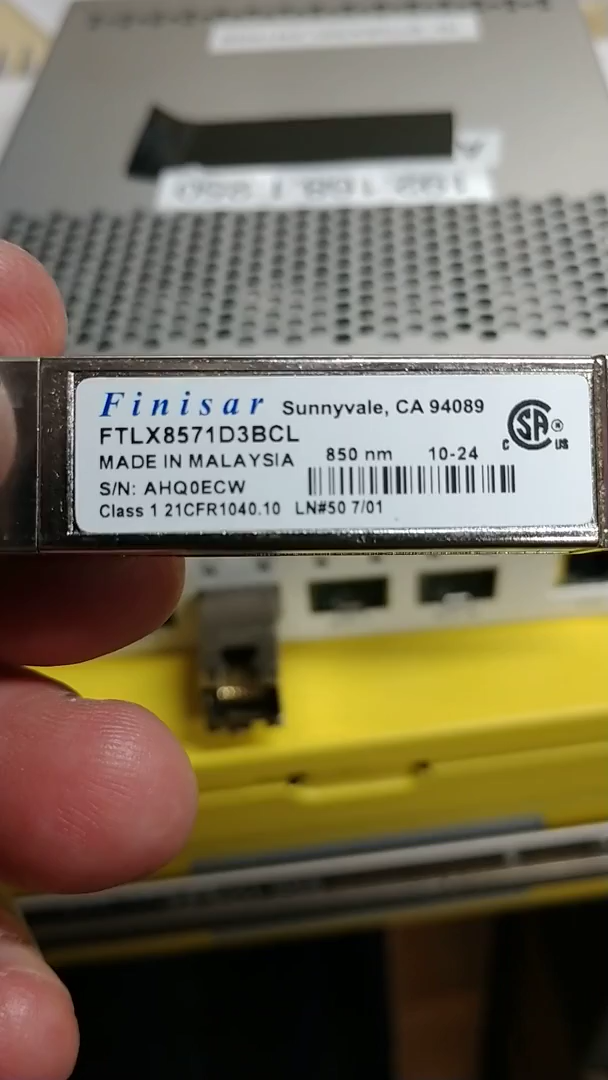 Finisar Sunnyvale, CA 94089
FTLX8571D3BCL
MADE IN MALAYSIA 850 nm 10-24
S/N: AHQ0ECW
Class 1 21CFR1040.10 LN#50 7/01
C SA ® C US